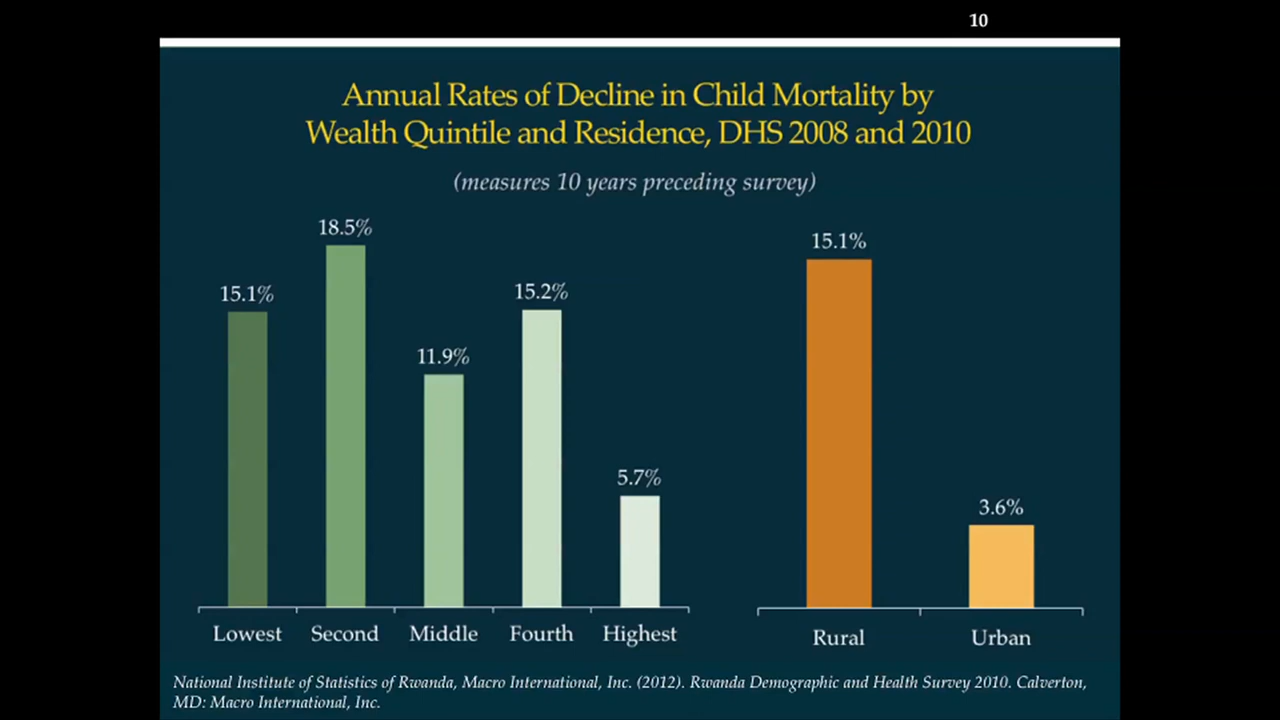 10
Annual Rates of Decline in Child Mortality by
Wealth Quintile and Residence, DHS 2008 and 2010
(measures 10 years preceding survey)
15.1%
18.5%
11.9%
15.2%
5.7%
Lowest
Second
Middle
Fourth
Highest
15.1%
3.6%
Rural
Urban
National Institute of Statistics of Rwanda, Macro International, Inc. (2012). Rwanda Demographic and Health Survey 2010. Calverton,
MD: Macro International, Inc.